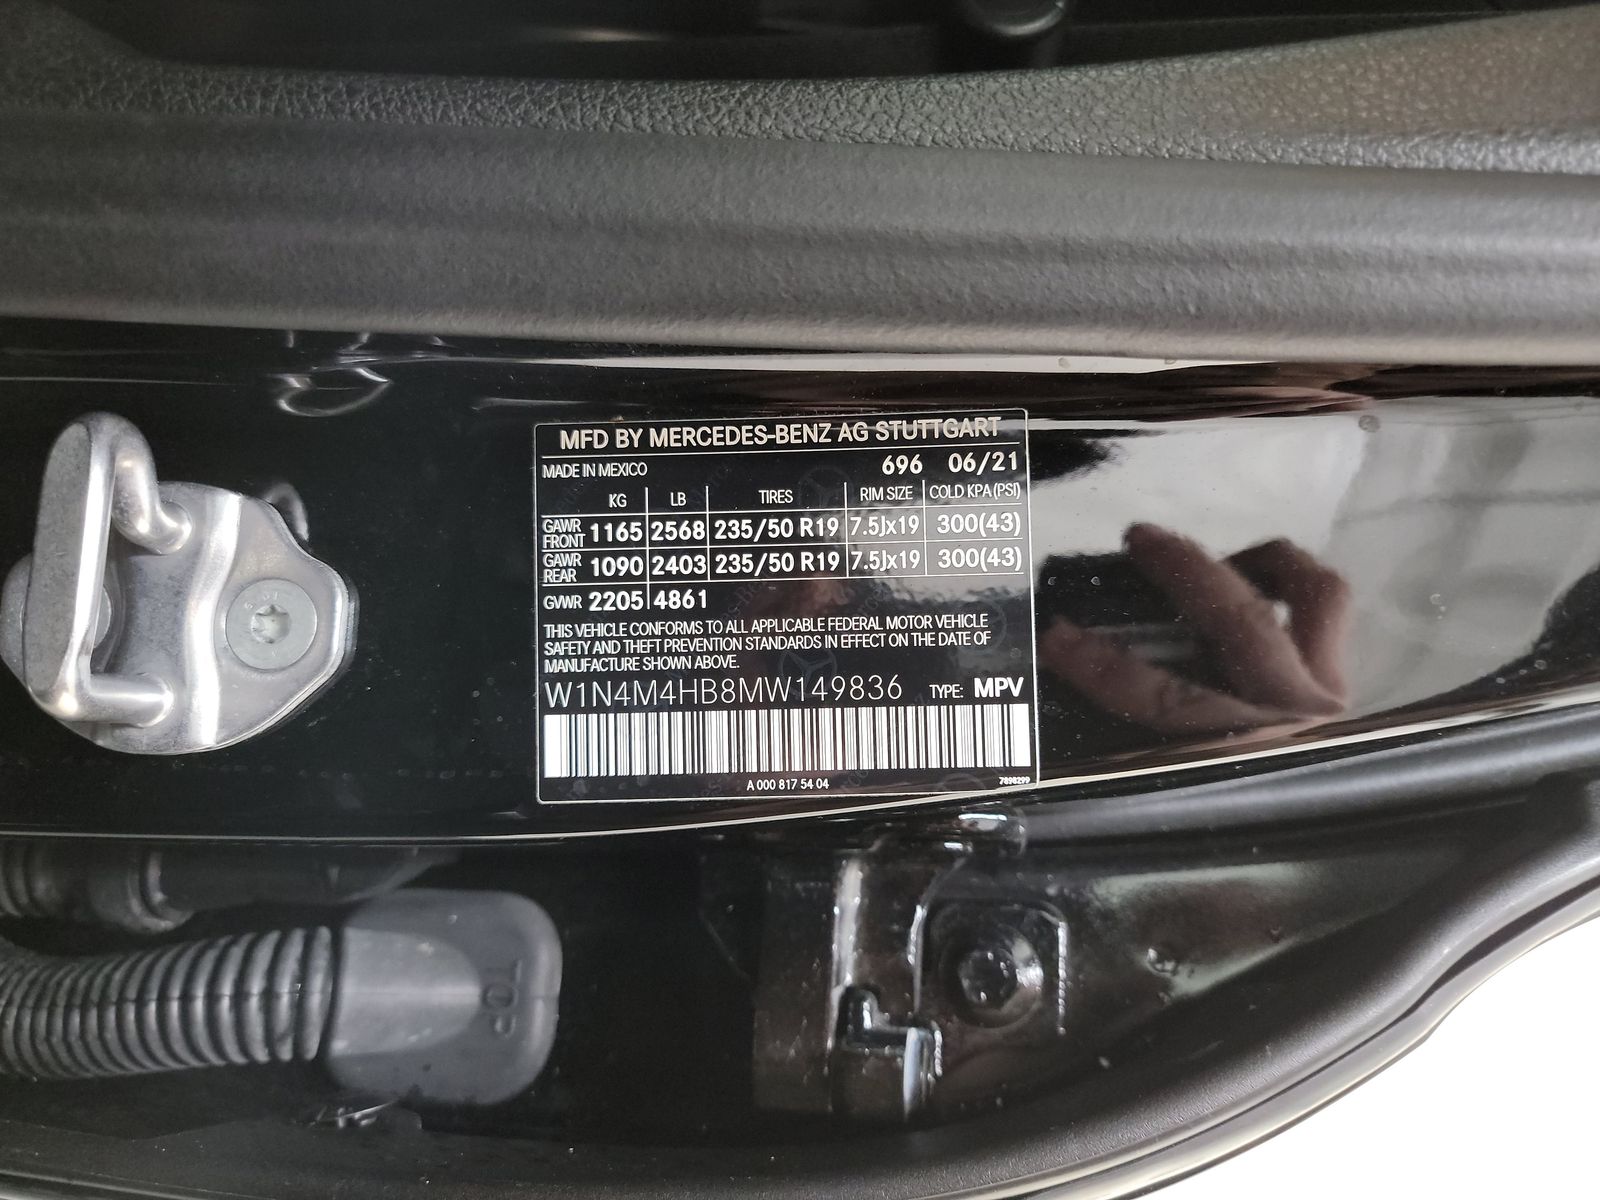 MFD BY MERCEDES-BENZ AG STUTTGART
MADE IN MEXICO 696 06/21
KG LB TIRES RIM SIZE COLD KPA (PSI)
GAWR FRONT 1165 2568 235/50 R19 7.5Jx19 300(43)
GAWR REAR 1090 2403 235/50 R19 7.5Jx19 300(43)
GVWR 2205 4861
THIS VEHICLE CONFORMS TO ALL APPLICABLE FEDERAL MOTOR VEHICLE
SAFETY AND THEFT PREVENTION STANDARDS IN EFFECT ON THE DATE OF
MANUFACTURE SHOWN ABOVE.
W1N4M4HB8MW149836 TYPE: MPV
A 000 817 54 04 7898299
TOP